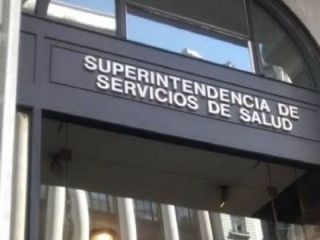 SUPERINTENDENCIA DE
SERVICIOS DE SALUD